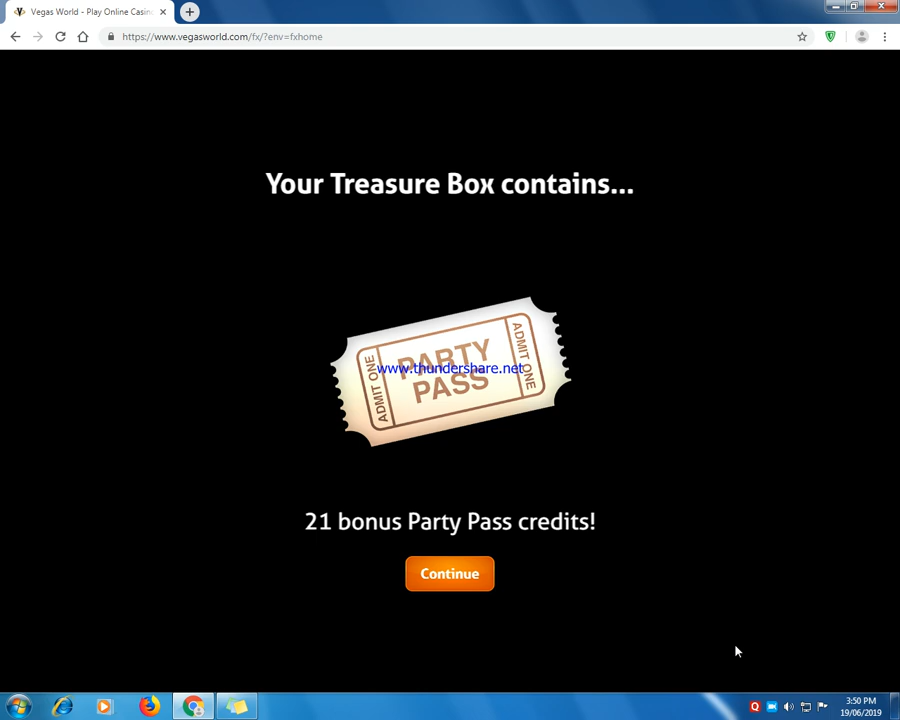 Vegas World - Play Online Casin
https://www.vegasworld.com/fx/?env=fxhome
Your Treasure Box contains...
ADMIT ONE
PARTY
PASS
ADMIT ONE
www.thundershare.net
21 bonus Party Pass credits!
Continue
3:50 PM
19/06/2019